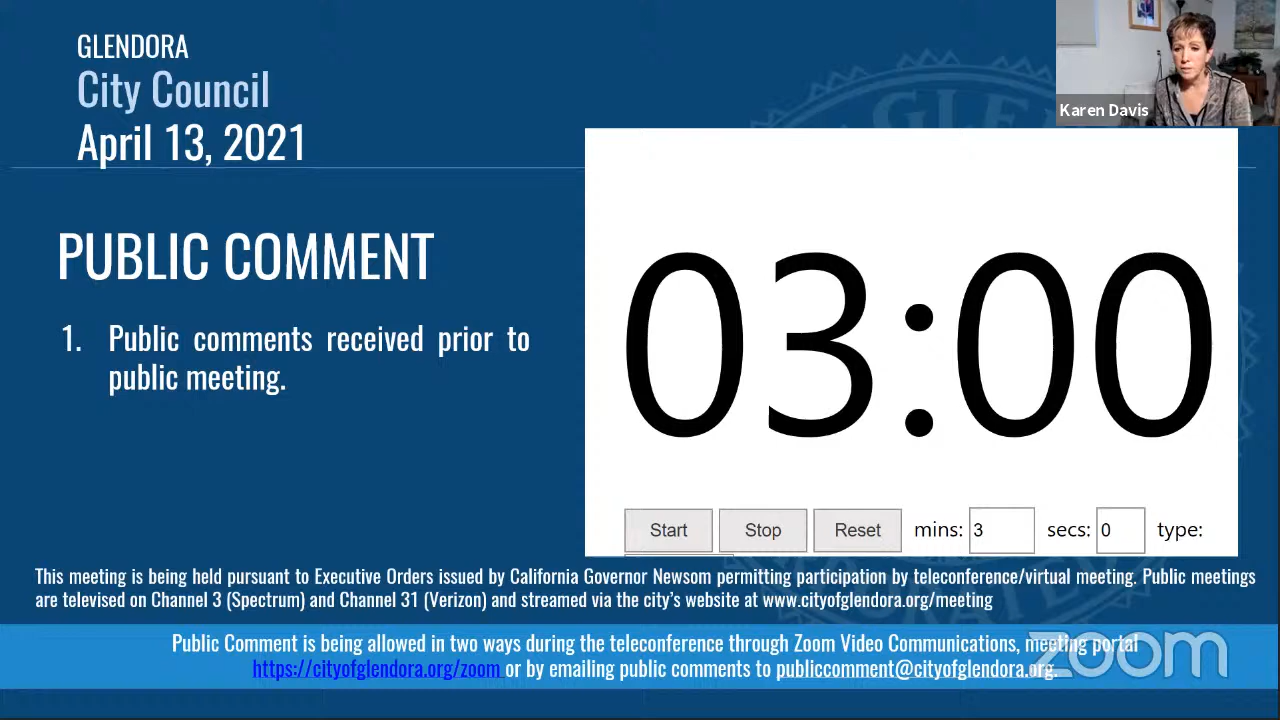 GLENDORA
City Council
April 13, 2021
Karen Davis
GLEN
PUBLIC COMMENT
1. Public comments received prior to
public meeting.
03:00
Start Stop Reset mins: 3 secs: 0 type:
This meeting is being held pursuant to Executive Orders issued by California Governor Newsom permitting participation by teleconference/virtual meeting. Public meetings
are televised on Channel 3 (Spectrum) and Channel 31 (Verizon) and streamed via the city's website at www.cityofglendora.org/meeting
Public Comment is being allowed in two ways during the teleconference through Zoom Video Communications, meeting portal
https://cityofglendora.org/zoom or by emailing public comments to publiccomment@cityofglendora.org.
zoom